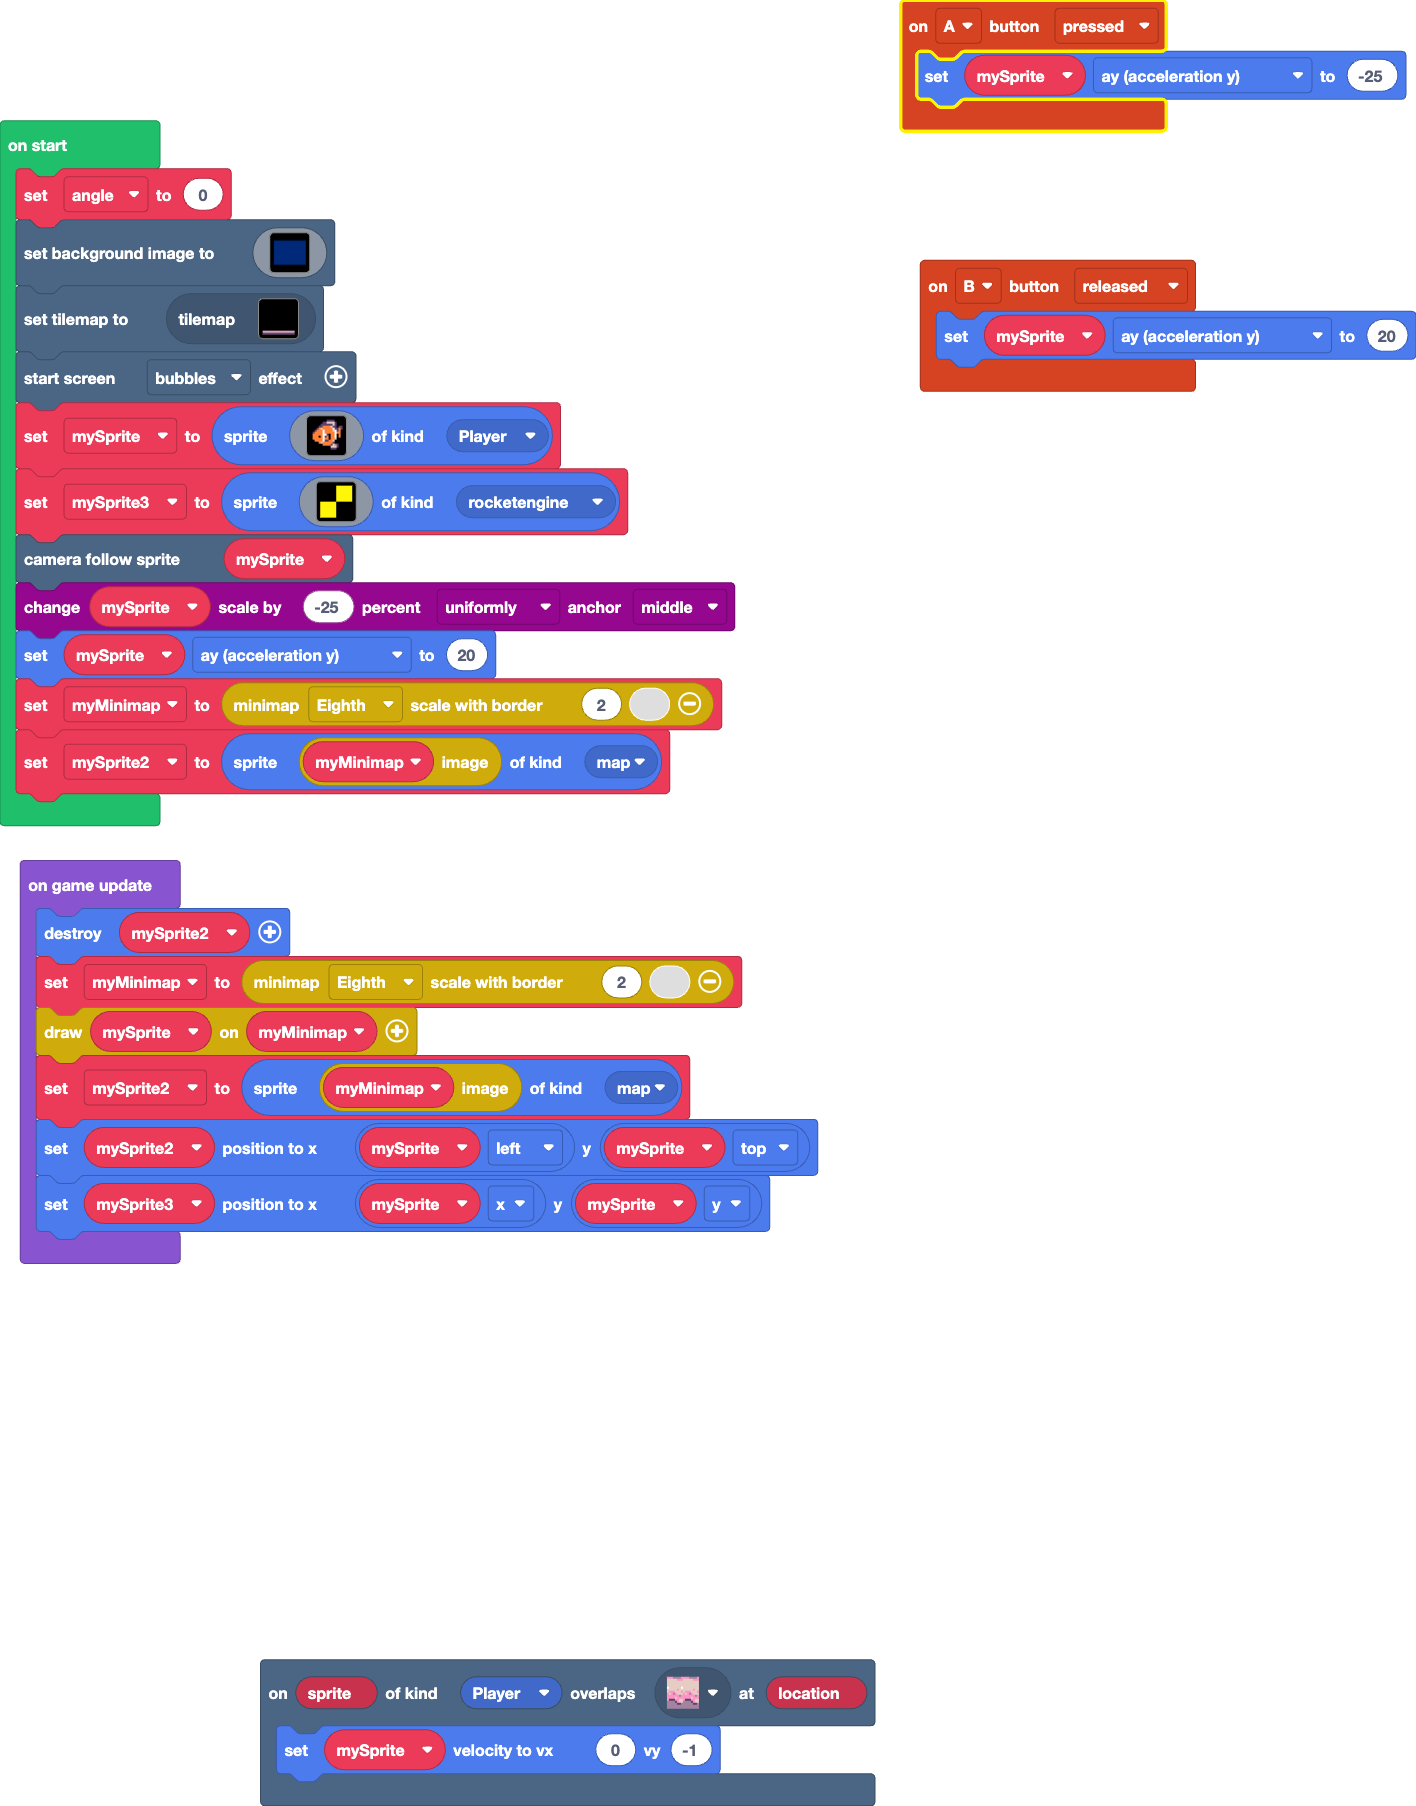 on A button pressed
set mySprite ay (acceleration y) to -25
on start
set angle to 0
set background image to
set tilemap to tilemap
start screen bubbles effect
set mySprite to sprite of kind Player
set mySprite3 to sprite of kind rocketengine
camera follow sprite mySprite
change mySprite scale by -25 percent uniformly anchor middle
set mySprite ay (acceleration y) to 20
set myMinimap to minimap Eighth scale with border 2
set mySprite2 to sprite myMinimap image of kind map
on B button released
set mySprite ay (acceleration y) to 20
on game update
destroy mySprite2
set myMinimap to minimap Eighth scale with border 2
draw mySprite on myMinimap
set mySprite2 to sprite myMinimap image of kind map
set mySprite2 position to x mySprite left y mySprite top
set mySprite3 position to x mySprite x y mySprite y
on sprite of kind Player overlaps at location
set mySprite velocity to vx 0 vy -1